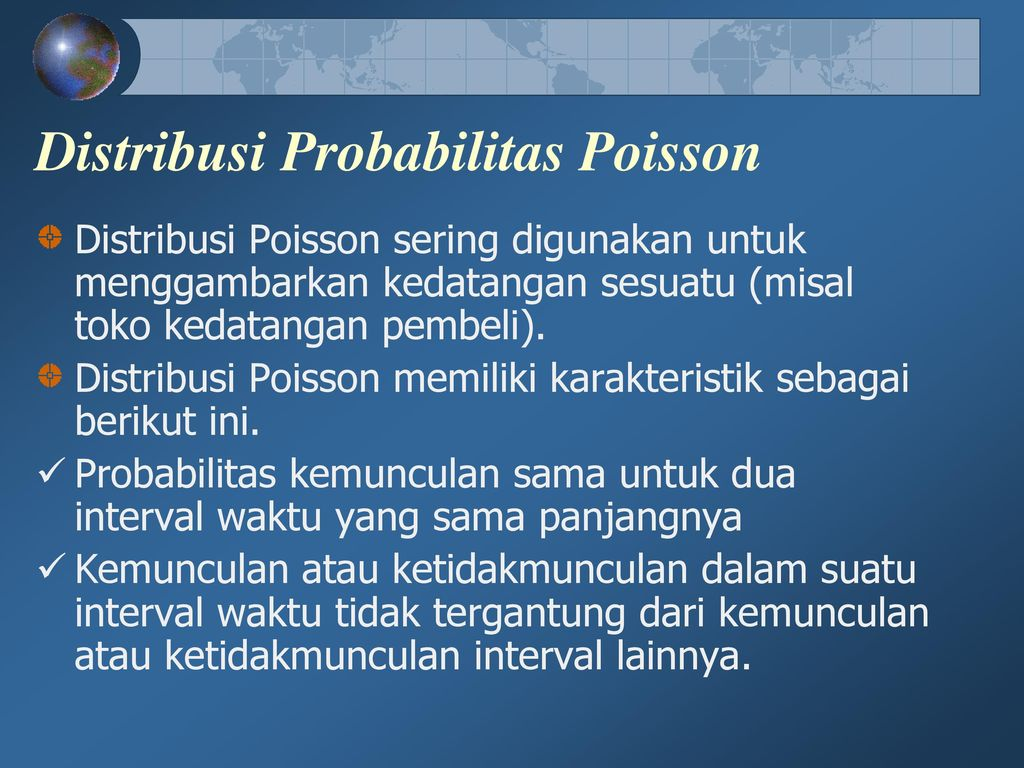 Distribusi Probabilitas Poisson
Distribusi Poisson sering digunakan untuk
menggambarkan kedatangan sesuatu (misal
toko kedatangan pembeli).
Distribusi Poisson memiliki karakteristik sebagai
berikut ini.
Probabilitas kemunculan sama untuk dua
interval waktu yang sama panjangnya
Kemunculan atau ketidakmunculan dalam suatu
interval waktu tidak tergantung dari kemunculan
atau ketidakmunculan interval lainnya.